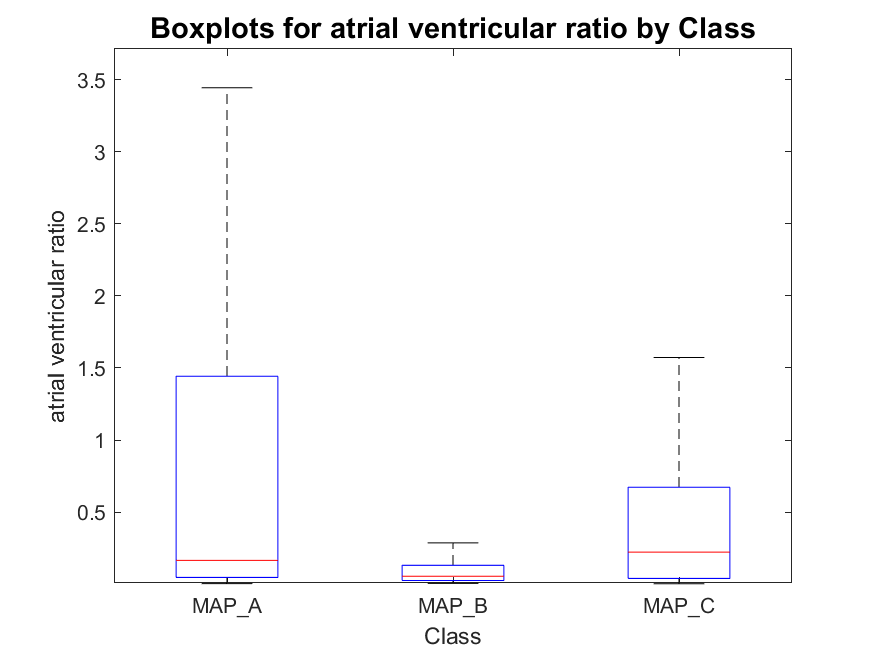 Boxplots for atrial ventricular ratio by Class
3.5
3
2.5
2
1.5
1
0.5
atrial ventricular ratio
MAP_A MAP_B MAP_C
Class